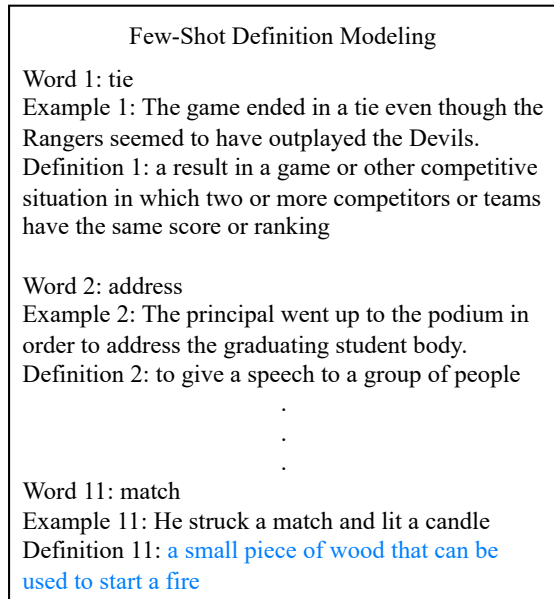 Few-Shot Definition Modeling
Word 1: tie
Example 1: The game ended in a tie even though the
Rangers seemed to have outplayed the Devils.
Definition 1: a result in a game or other competitive
situation in which two or more competitors or teams
have the same score or ranking
Word 2: address
Example 2: The principal went up to the podium in
order to address the graduating student body.
Definition 2: to give a speech to a group of people
.
.
.
Word 11: match
Example 11: He struck a match and lit a candle
Definition 11: a small piece of wood that can be
used to start a fire